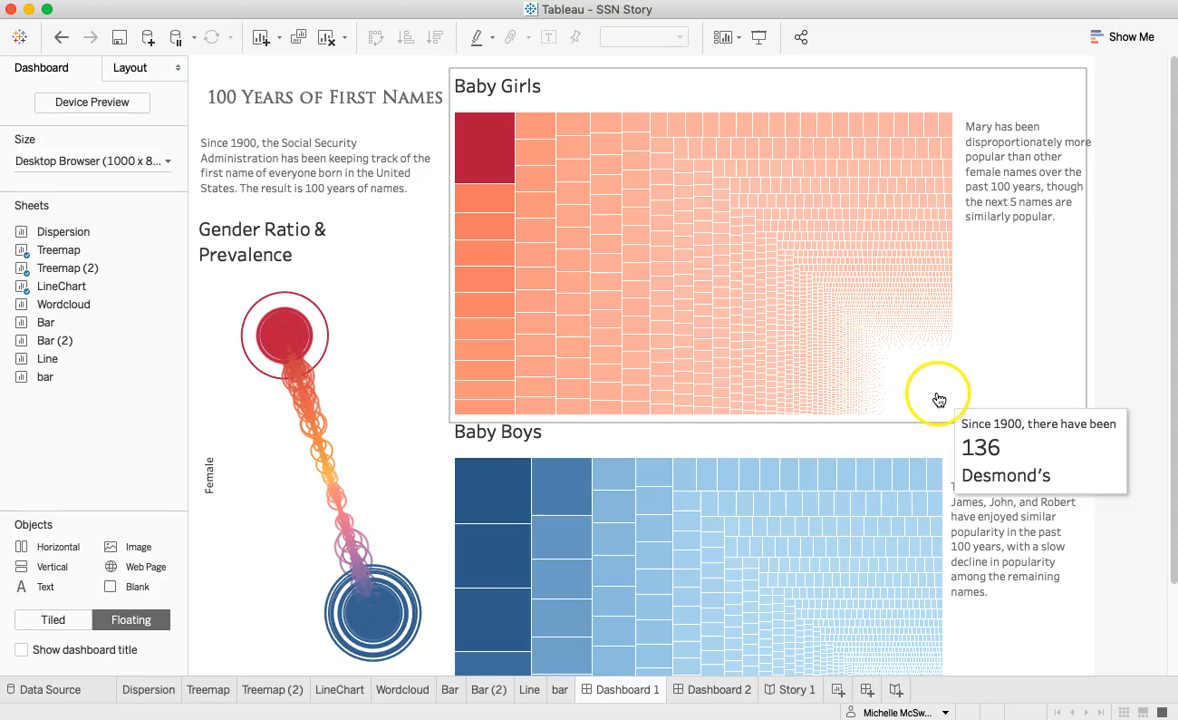 Tableau - SSN Story
Show Me
Dashboard
Layout
Device Preview
Size
Desktop Browser (1000 x 8...
Sheets
Dispersion
Treemap
Treemap (2)
LineChart
Wordcloud
Bar
Bar (2)
Line
bar
Objects
Horizontal
Image
Vertical
Web Page
A Text
Blank
Tiled
Floating
Show dashboard title
100 Years of First Names
Since 1900, the Social Security
Administration has been keeping track of the
first name of everyone born in the United
States. The result is 100 years of names.
Gender Ratio &
Prevalence
Female
Baby Girls
Mary has been
disproportionately more
popular than other
female names over the
past 100 years, though
the next 5 names are
similarly popular.
Since 1900, there have been
136
Desmond's
Baby Boys
James, John, and Robert
have enjoyed similar
popularity in the past
100 years, with a slow
decline in popularity
among the remaining
names.
Data Source
Dispersion
Treemap
Treemap (2)
LineChart
Wordcloud
Bar
Bar (2)
Line
bar
Dashboard 1
Dashboard 2
Story 1
Michelle McSw...